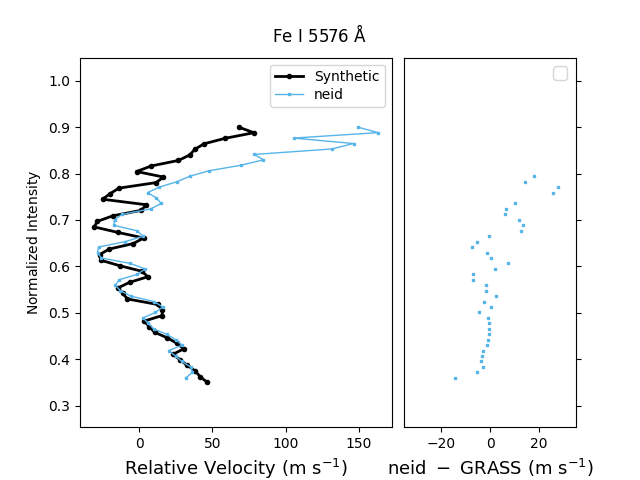 Fe I 5576 Å
Normalized Intensity
1.0
0.9
0.8
0.7
0.6
0.5
0.4
0.3
Synthetic
neid
0 50 100 150
−20 0 20
Relative Velocity (m s⁻¹)
neid − GRASS (m s⁻¹)